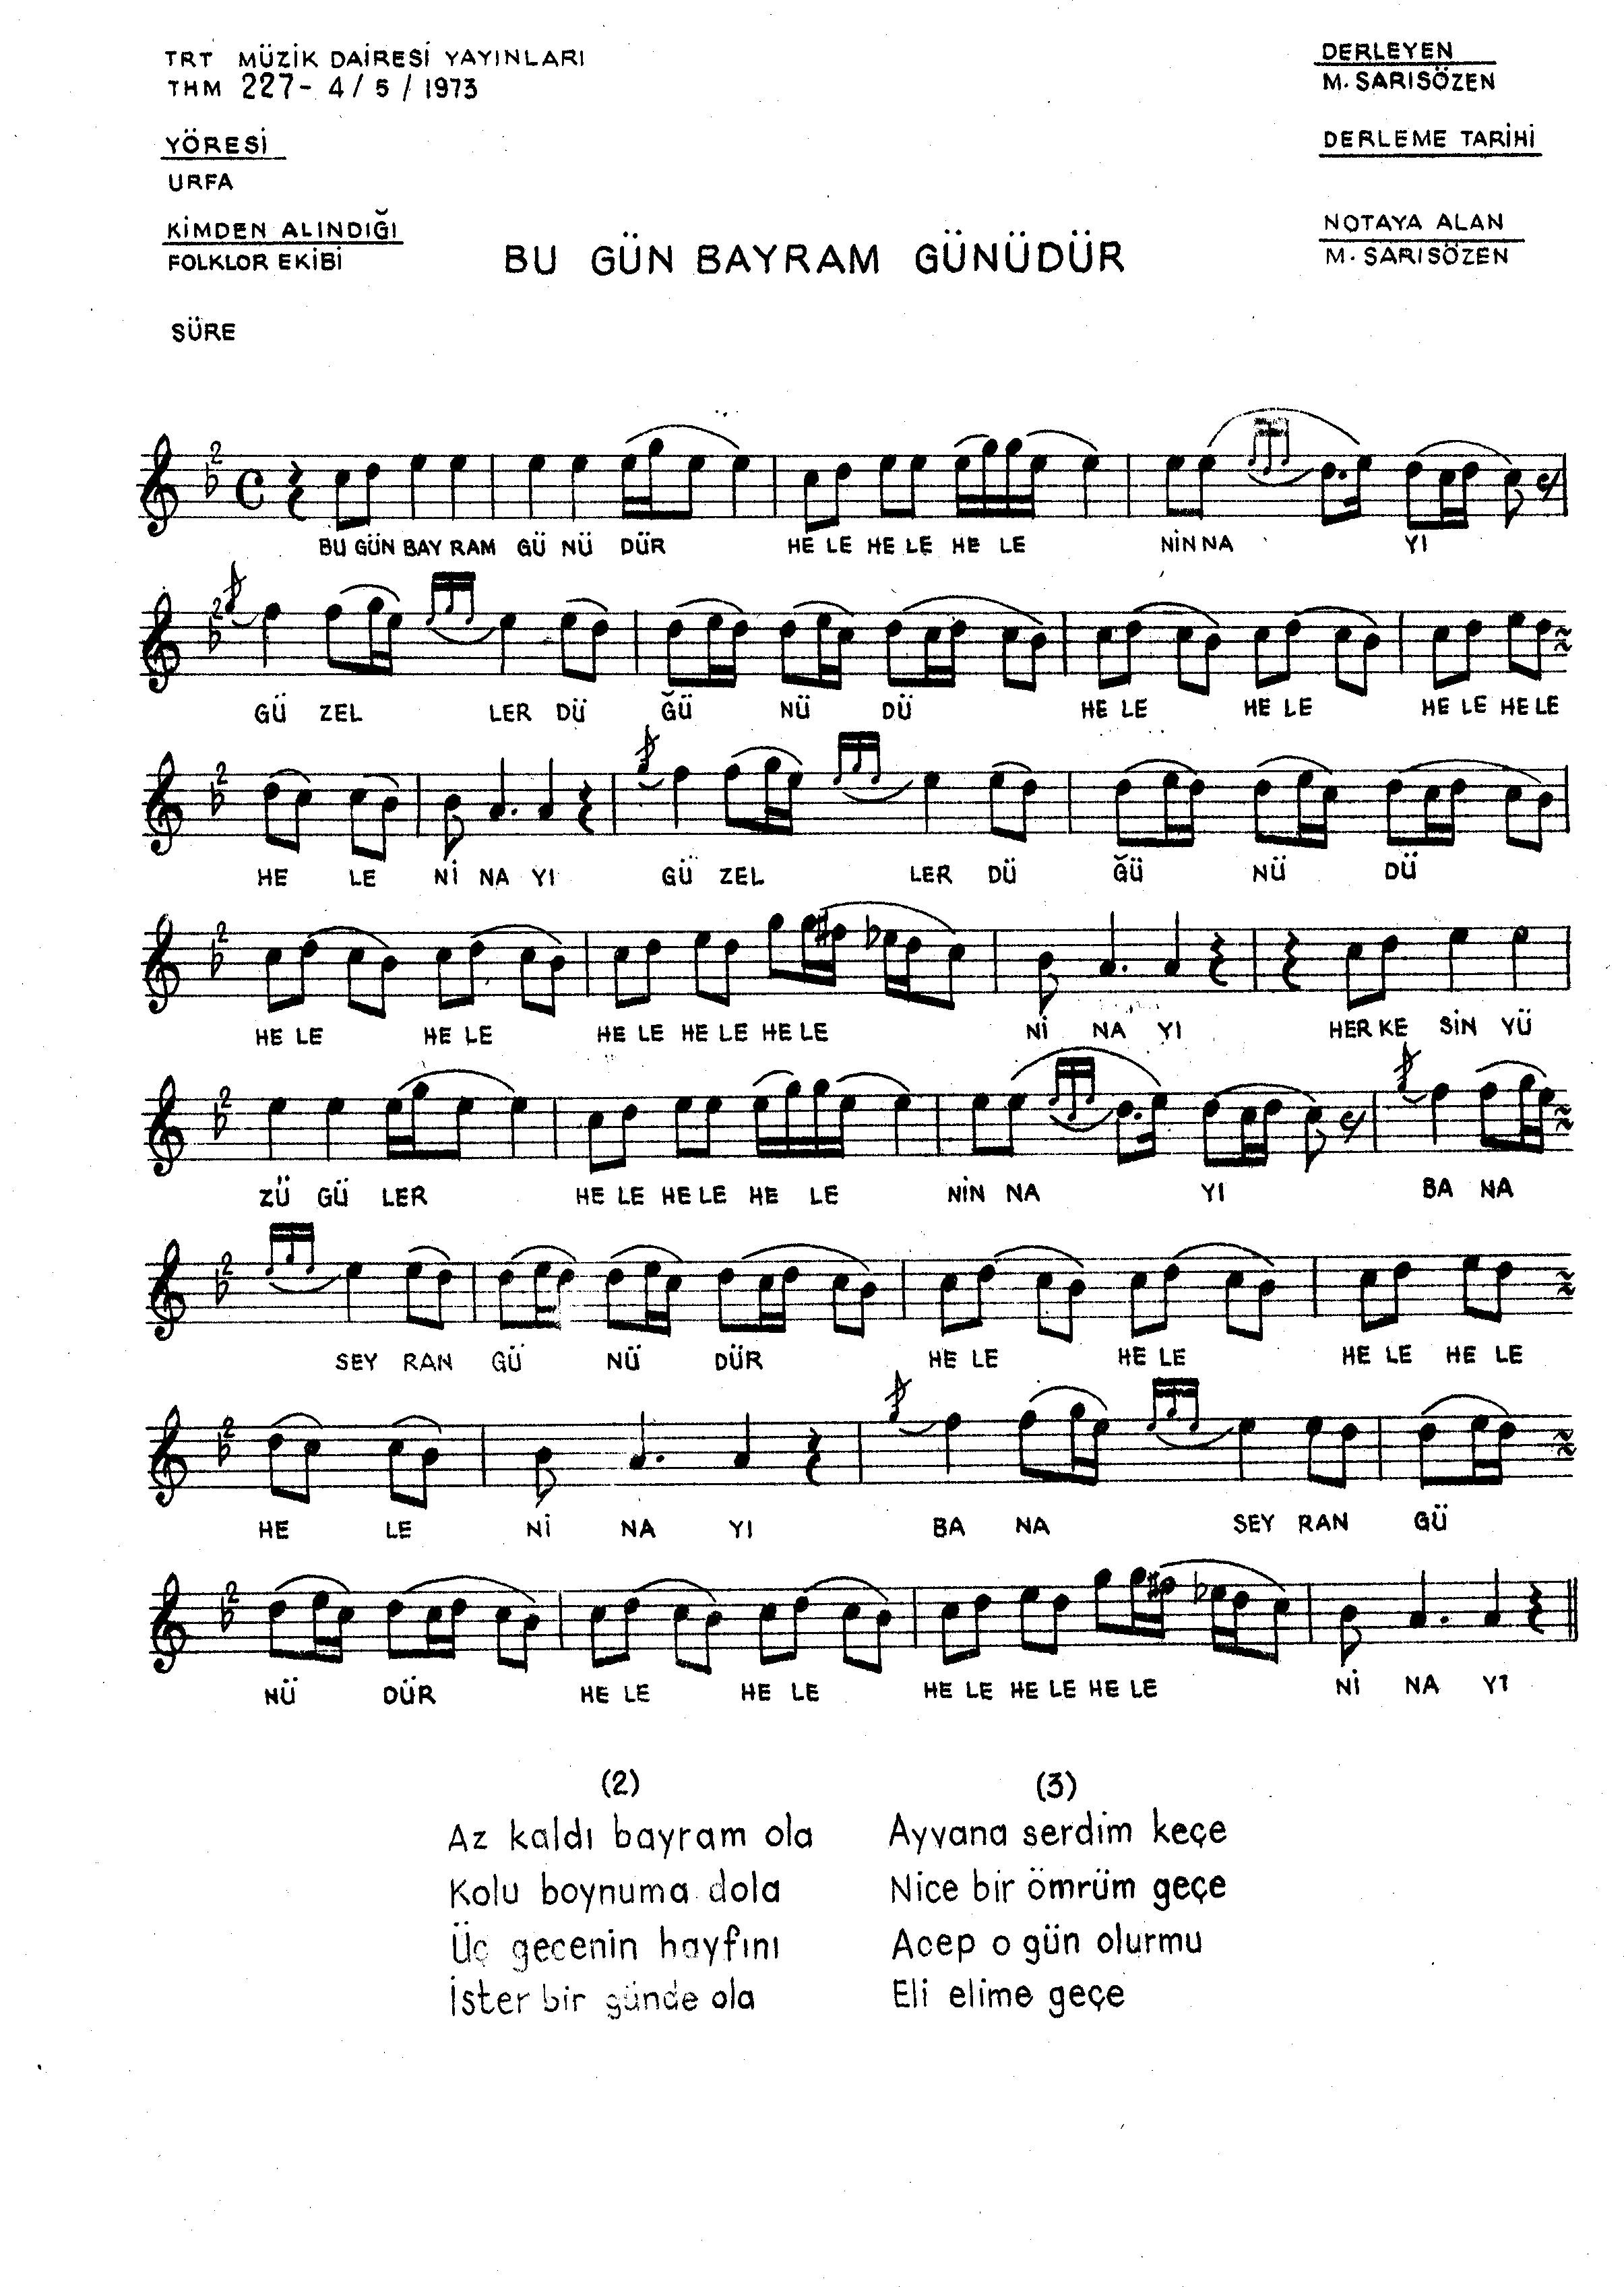 TRT MÜZİK DAİRESİ YAYINLARI
THM 227- 4 / 5 / 1973
YÖRESİ
URFA
KİMDEN ALINDIĞI
FOLKLOR EKİBİ
SÜRE
BU GÜN BAYRAM GÜNÜDÜR
DERLEYEN
M. SARISÖZEN
DERLEME TARİHİ
NOTAYA ALAN
M. SARISÖZEN
BU GÜN BAY RAM GÜ NÜ DÜR HE LE HE LE HE LE NİN NA YI
GÜ ZEL LER DÜ ĞÜ NÜ DÜ HE LE HE LE HE LE HE LE
HE LE Nİ NA YI GÜ ZEL LER DÜ ĞÜ NÜ DÜ
HE LE HE LE HE LE HE LE HE LE Nİ NA YI HER KE SİN YÜ
ZÜ GÜ LER HE LE HE LE HE LE NİN NA YI BA NA
SEY RAN GÜ NÜ DÜR HE LE HE LE HE LE HE LE
HE LE Nİ NA YI BA NA SEY RAN GÜ
NÜ DÜR HE LE HE LE HE LE HE LE HE LE Nİ NA YI
(2)
Az kaldı bayram ola
Kolu boynuma dola
Üç gecenin hayfını
İster bir günde ola
(3)
Ayvana serdim keçe
Nice bir ömrüm geçe
Acep o gün olurmu
Eli elime geçe